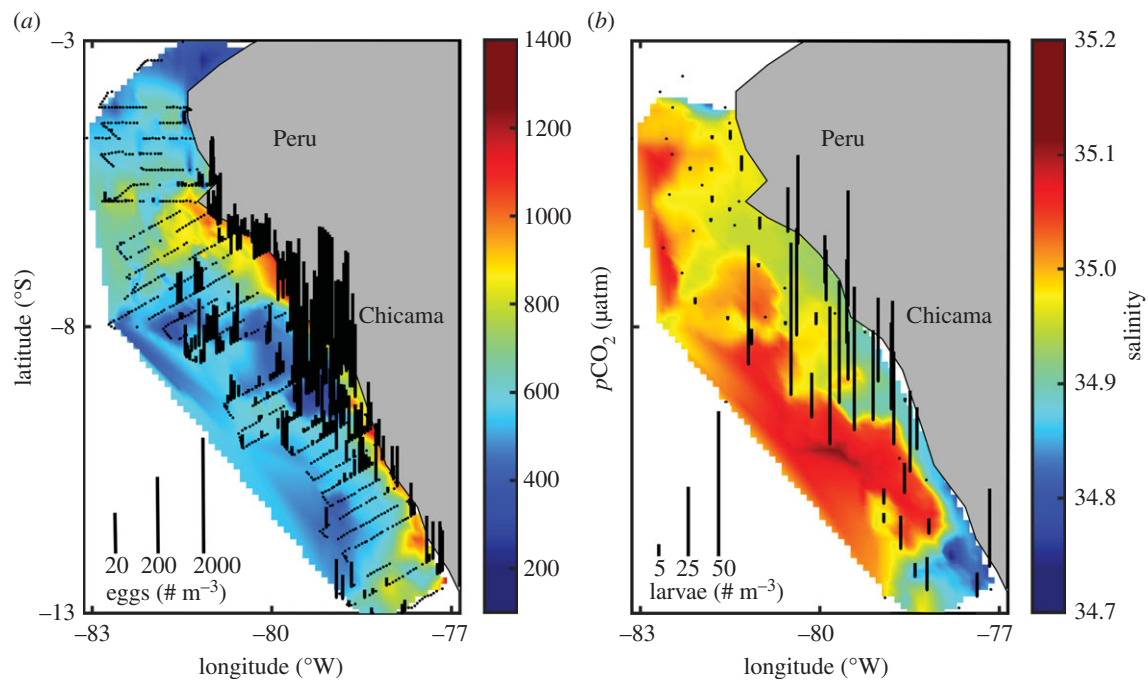 (a)
(b)
–3
–8
–13
latitude (°S)
–83
–80
–77
longitude (°W)
Peru
Chicama
20
200
2000
eggs (# m–3)
1400
1200
1000
800
600
400
200
pCO2 (µatm)
Peru
Chicama
5
25
50
larvae (# m–3)
–83
–80
–77
longitude (°W)
35.2
35.1
35.0
34.9
34.8
34.7
salinity